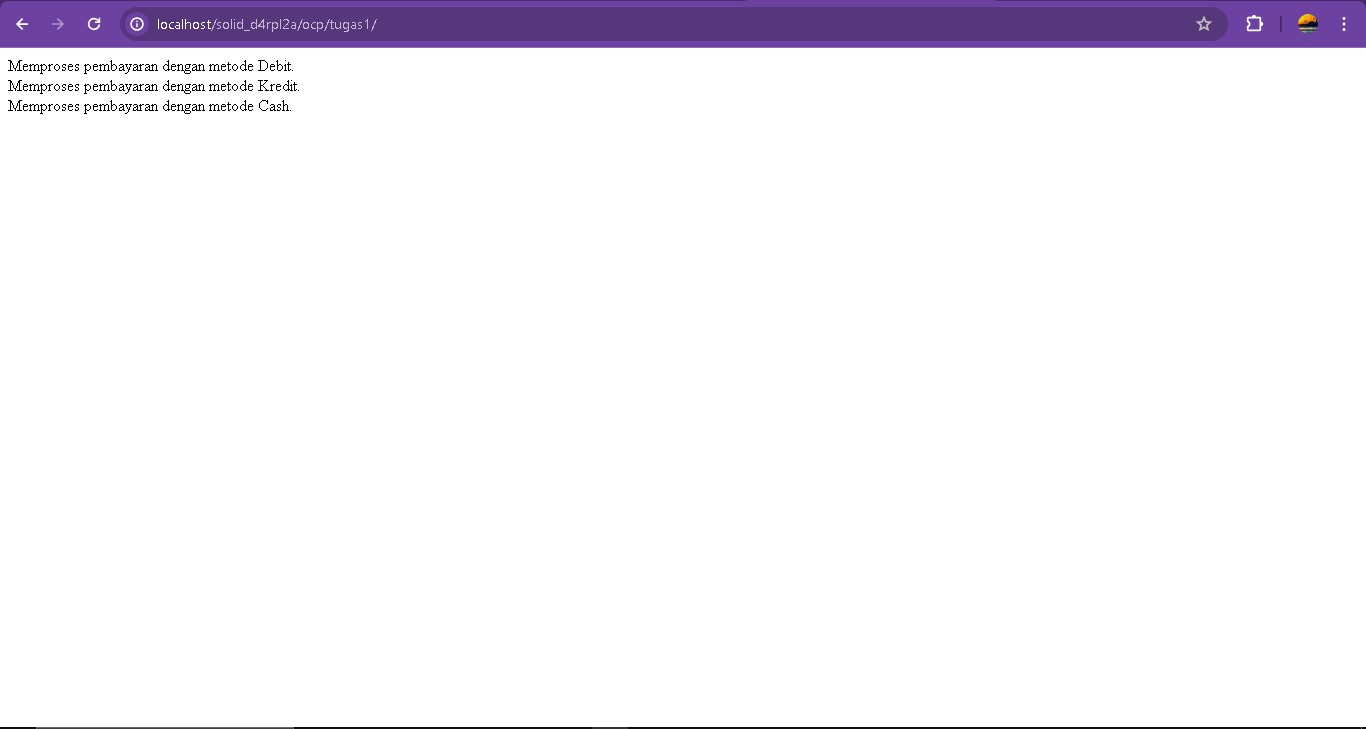 localhost/solid_d4rpl2a/ocp/tugas1/
Memproses pembayaran dengan metode Debit.
Memproses pembayaran dengan metode Kredit.
Memproses pembayaran dengan metode Cash.